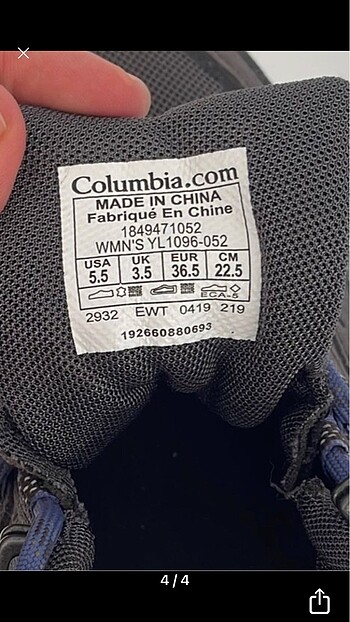 Columbia.com
MADE IN CHINA
Fabriqué En Chine
1849471052
WMN'S YL1096-052
USA UK EUR CM
5.5 3.5 36.5 22.5
ECA-5
2932 EWT 0419 219
192660880693
4/4